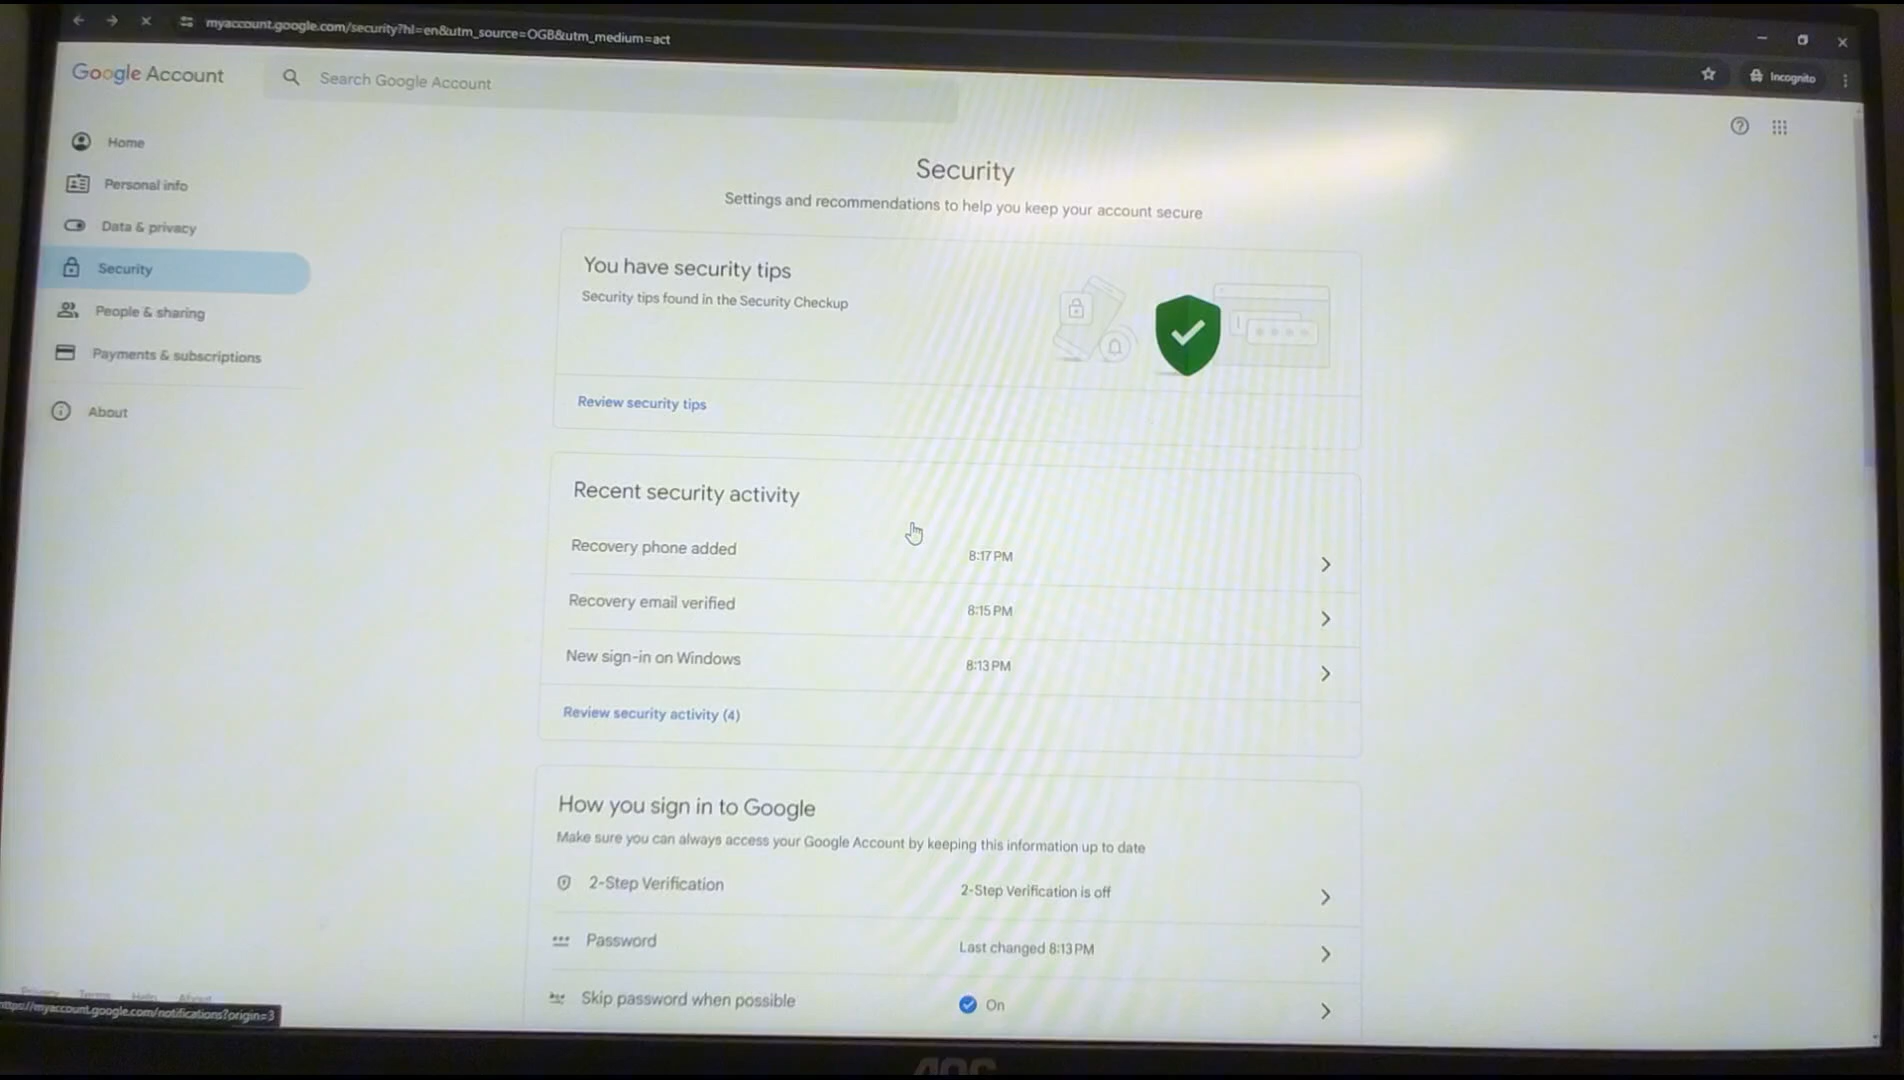 myaccount.google.com/security?hl=en&utm_source=OGB&utm_medium=act
Google Account
Search Google Account
Incognito
Home
Personal info
Data & privacy
Security
People & sharing
Payments & subscriptions
About
Security
Settings and recommendations to help you keep your account secure
You have security tips
Security tips found in the Security Checkup
Review security tips
Recent security activity
Recovery phone added 8:17 PM
Recovery email verified 8:15 PM
New sign-in on Windows 8:13 PM
Review security activity (4)
How you sign in to Google
Make sure you can always access your Google Account by keeping this information up to date
2-Step Verification 2-Step Verification is off
Password Last changed 8:13 PM
Skip password when possible On
Privacy Terms Help About
https://myaccount.google.com/notifications?origin=3
AOC